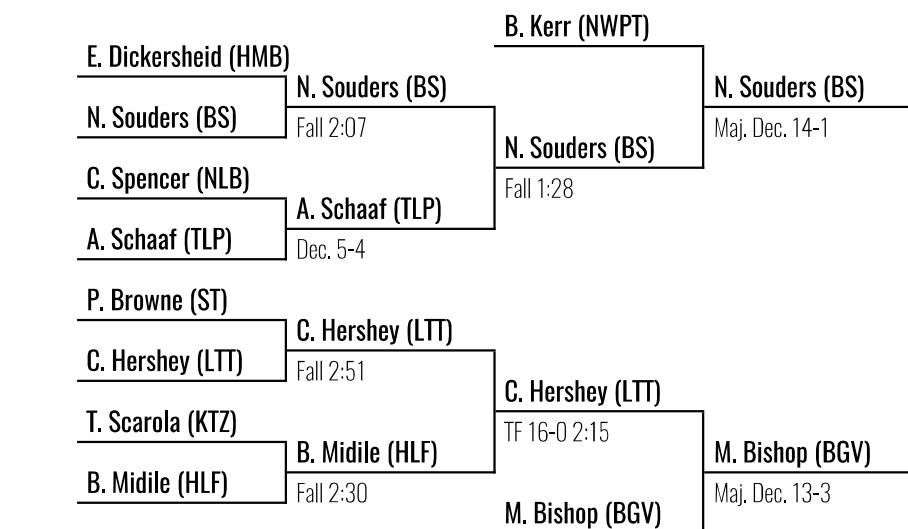 E. Dickersheid (HMB)
N. Souders (BS)
C. Spencer (NLB)
A. Schaaf (TLP)
P. Browne (ST)
C. Hershey (LTT)
T. Scarola (KTZ)
B. Midile (HLF)
N. Souders (BS)
Fall 2:07
A. Schaaf (TLP)
Dec. 5-4
C. Hershey (LTT)
Fall 2:51
B. Midile (HLF)
Fall 2:30
B. Kerr (NWPT)
N. Souders (BS)
Fall 1:28
C. Hershey (LTT)
TF 16-0 2:15
M. Bishop (BGV)
N. Souders (BS)
Maj. Dec. 14-1
M. Bishop (BGV)
Maj. Dec. 13-3